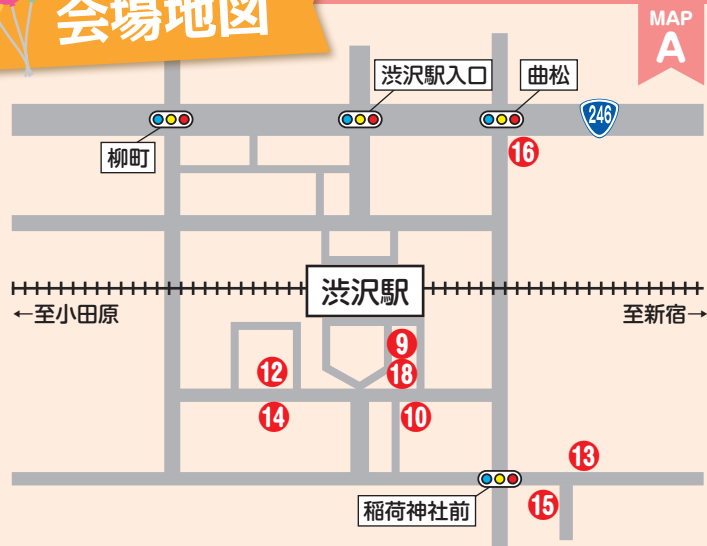 会場地図
MAP
A
渋沢駅入口
曲松
246
柳町
16
渋沢駅
←至小田原
至新宿→
9
12
18
14
10
13
15
稲荷神社前